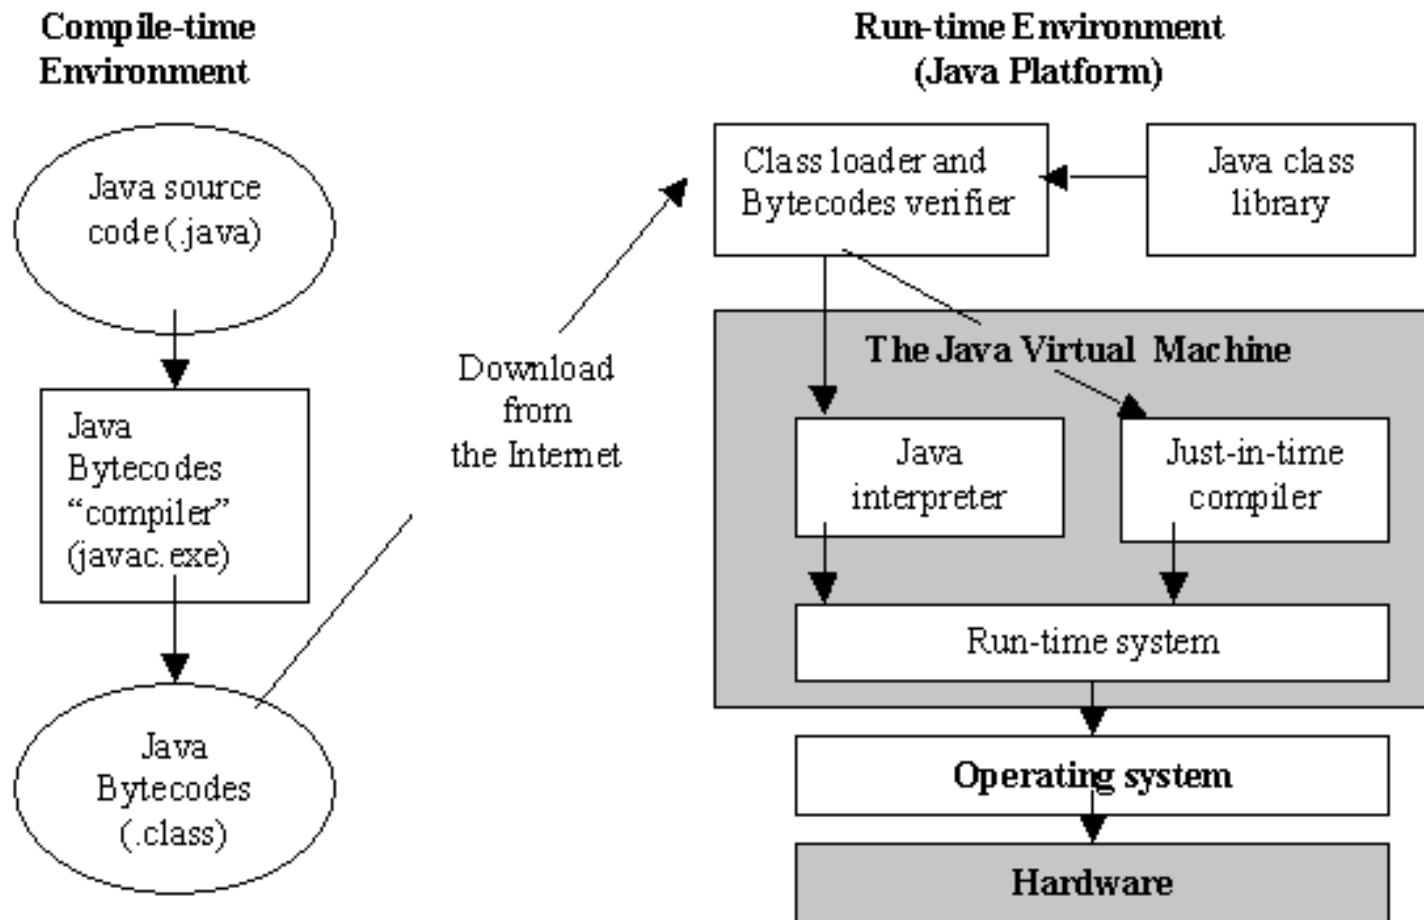 Compile-time
Environment
Java source
code (.java)
Java
Bytecodes
“compiler”
(javac.exe)
Java
Bytecodes
(.class)
Download
from
the Internet
Run-time Environment
(Java Platform)
Class loader and
Bytecodes verifier
Java class
library
The Java Virtual Machine
Java
interpreter
Just-in-time
compiler
Run-time system
Operating system
Hardware